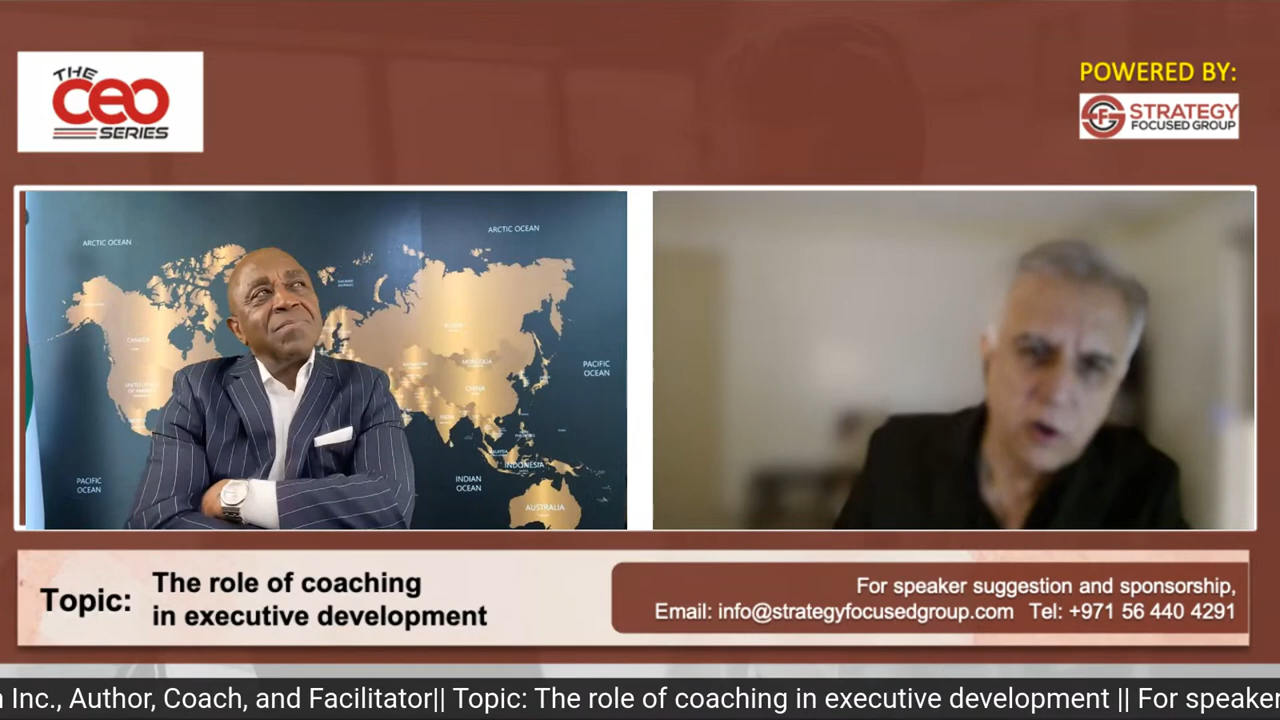 THE
CEO
SERIES
POWERED BY:
SFG
STRATEGY
FOCUSED GROUP
ARCTIC OCEAN
ARCTIC OCEAN
CANADA
MONGOLIA
CHINA
PACIFIC
OCEAN
INDONESIA
PACIFIC
OCEAN
INDIAN
OCEAN
AUSTRALIA
Topic:
The role of coaching
in executive development
For speaker suggestion and sponsorship,
Email: info@strategyfocusedgroup.com Tel: +971 56 440 4291
Inc., Author, Coach, and Facilitator|| Topic: The role of coaching in executive development || For speaker